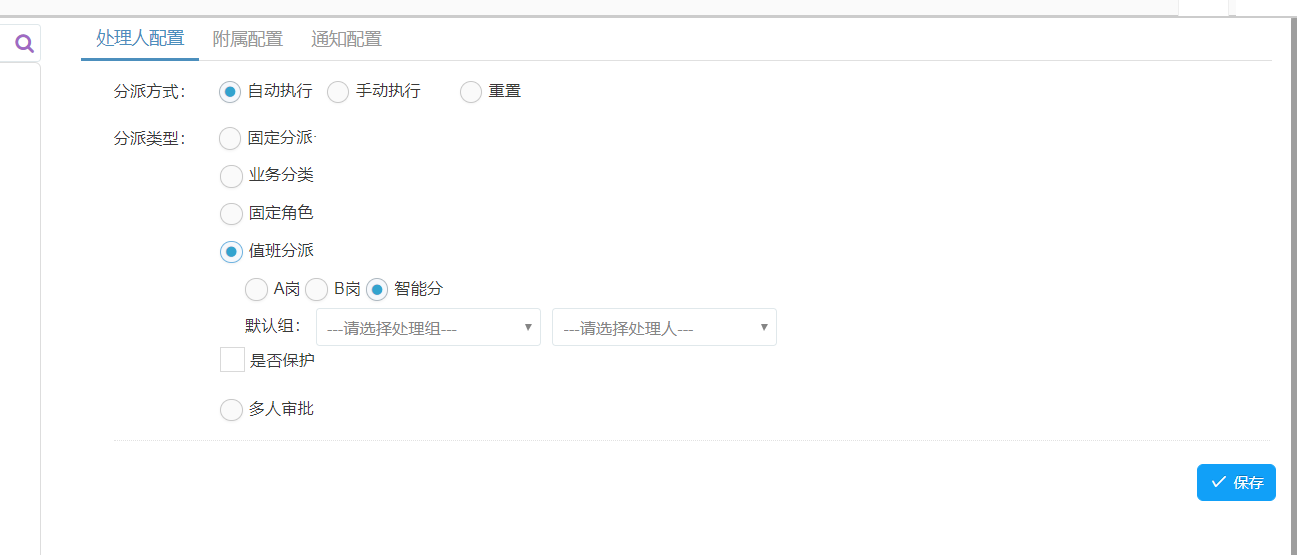 处理人配置 附属配置 通知配置
分派方式： 自动执行 手动执行 重置
分派类型： 固定分派
业务分类
固定角色
值班分派
A岗 B岗 智能分
默认组： ---请选择处理组--- ---请选择处理人---
是否保护
多人审批
保存